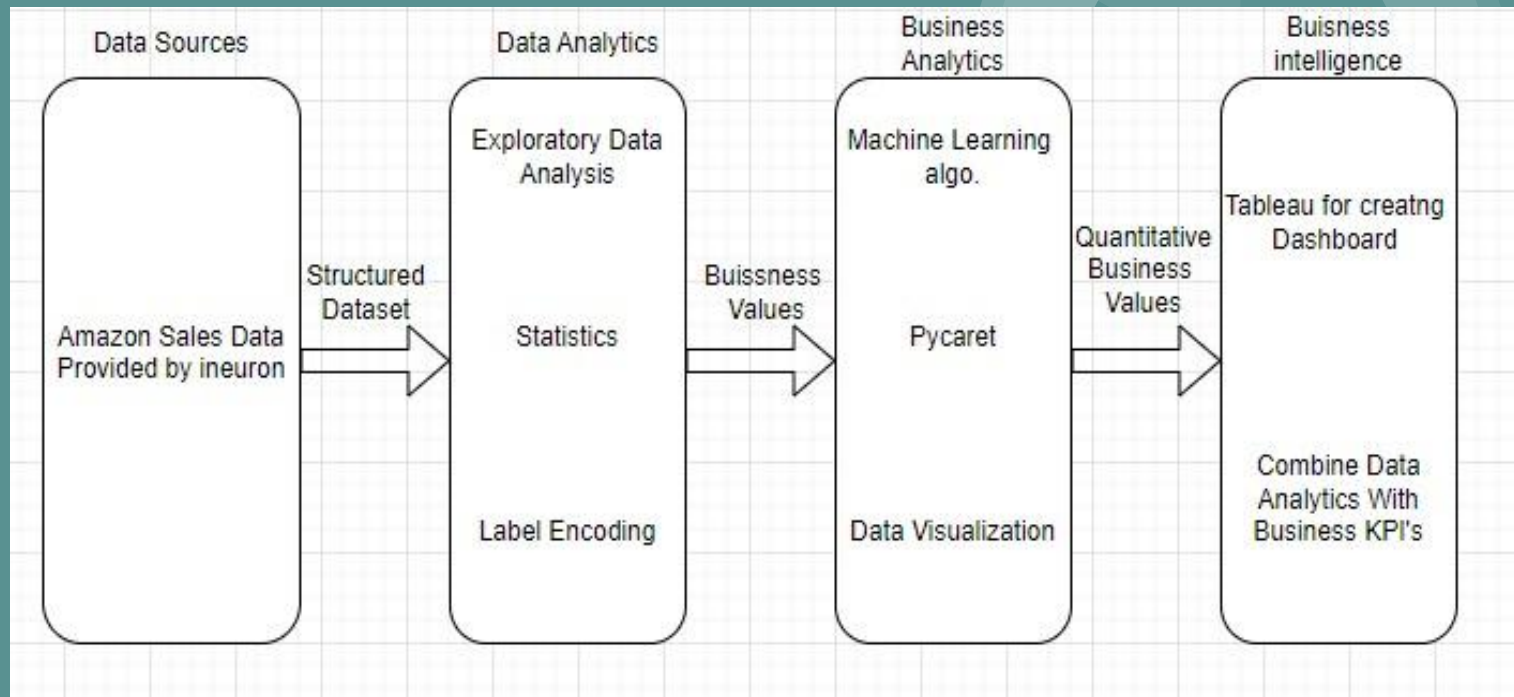 Data Sources
Data Analytics
Business
Analytics
Buisness
intelligence
Amazon Sales Data
Provided by ineuron
Structured
Dataset
Exploratory Data
Analysis
Statistics
Label Encoding
Buissness
Values
Machine Learning
algo.
Pycaret
Data Visualization
Quantitative
Business
Values
Tableau for creatng
Dashboard
Combine Data
Analytics With
Business KPI's